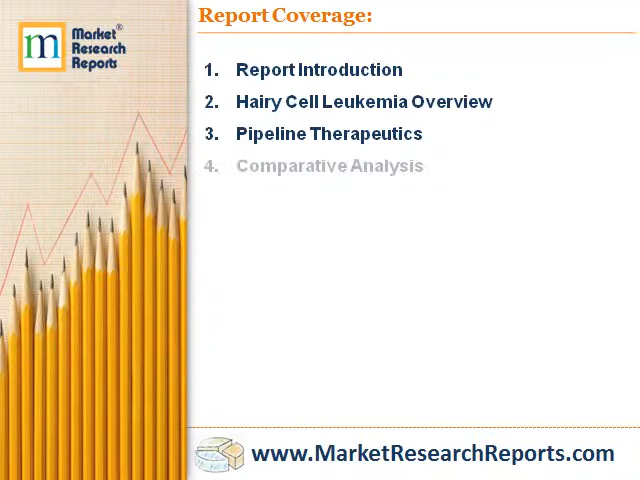 Report Coverage:
m
Market®
Research
Reports
1. Report Introduction
2. Hairy Cell Leukemia Overview
3. Pipeline Therapeutics
4. Comparative Analysis
www.MarketResearchReports.com